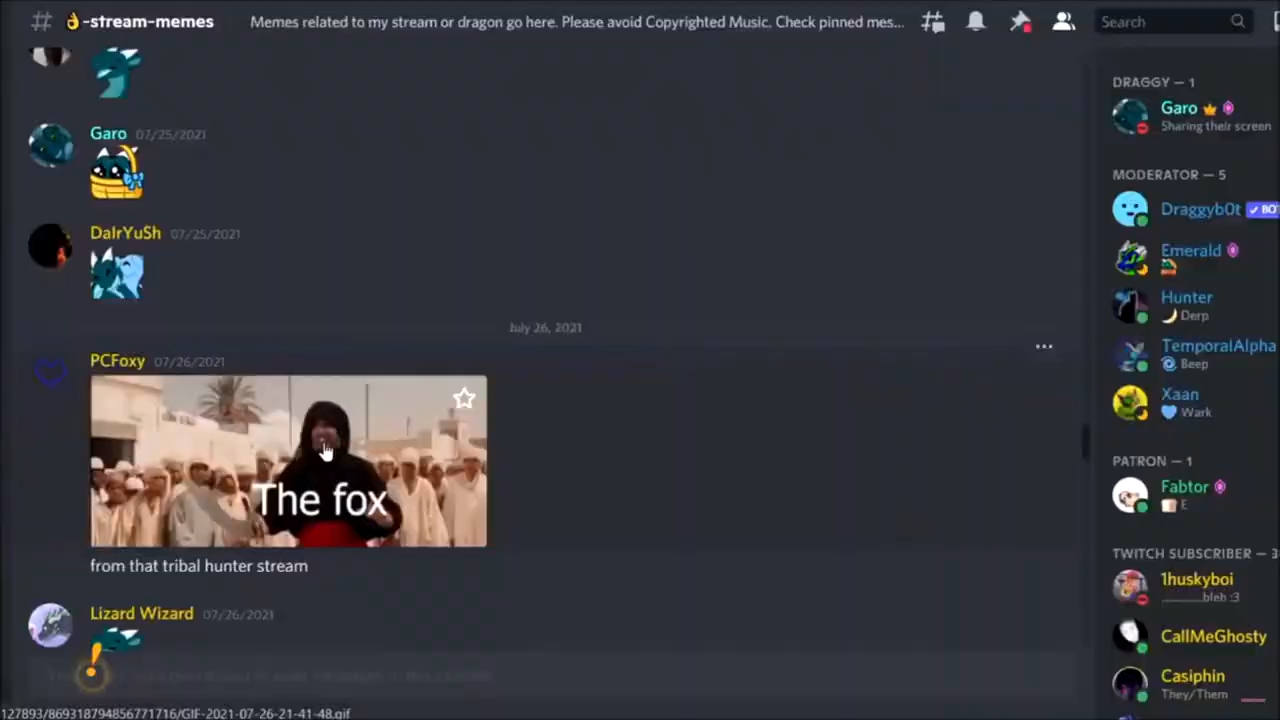 👌-stream-memes
Memes related to my stream or dragon go here. Please avoid Copyrighted Music. Check pinned mes...
Search
Garo 07/25/2021
DaIrYuSh 07/25/2021
July 26, 2021
PCFoxy 07/26/2021
The fox
from that tribal hunter stream
Lizard Wizard 07/26/2021
127893/869318794856771716/GIF-2021-07-26-21-41-48.gif
DRAGGY — 1
Garo
Sharing their screen
MODERATOR — 5
Draggyb0t ✓ BO
Emerald
Hunter
Derp
TemporalAlpha
Beep
Xaan
Wark
PATRON — 1
Fabtor
E
TWITCH SUBSCRIBER — 3
1huskyboi
bleh :3
CallMeGhosty
Casiphin
They/Them